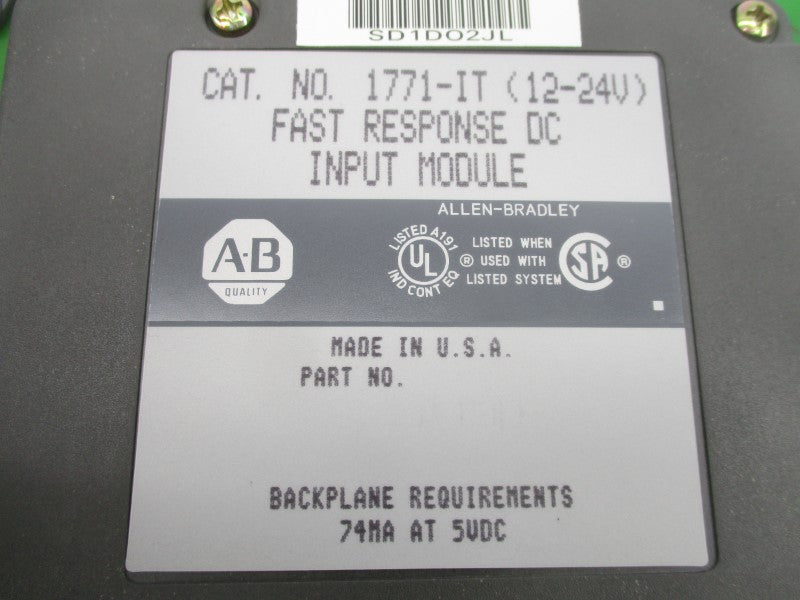 SD1DO2JL
CAT. NO. 1771-IT (12-24V)
FAST RESPONSE DC
INPUT MODULE
ALLEN-BRADLEY
A-B
QUALITY
LISTED A191
UL
IND CONT EQ
®
LISTED WHEN
USED WITH
LISTED SYSTEM
SA
®
MADE IN U.S.A.
PART NO.
BACKPLANE REQUIREMENTS
74MA AT 5VDC